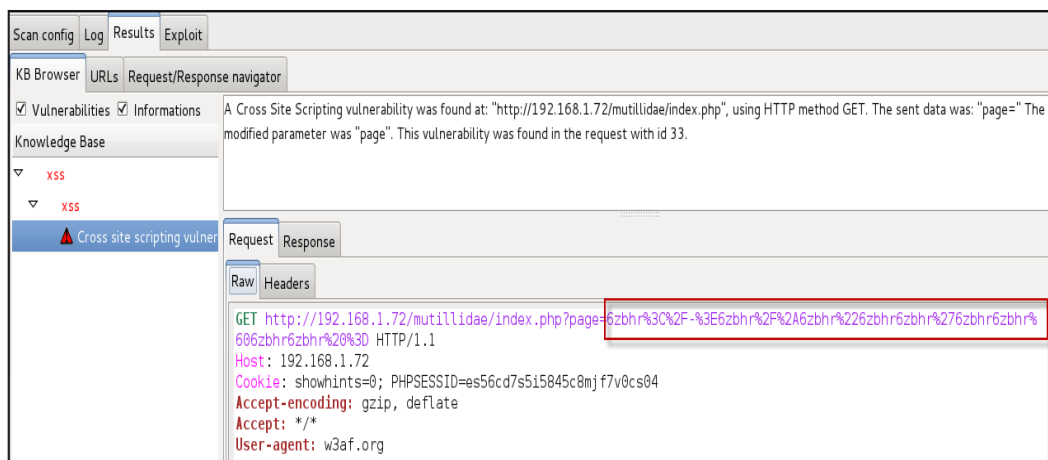 Scan config Log Results Exploit
KB Browser URLs Request/Response navigator
Vulnerabilities Informations
Knowledge Base
xss
xss
Cross site scripting vulner
A Cross Site Scripting vulnerability was found at: "http://192.168.1.72/mutillidae/index.php", using HTTP method GET. The sent data was: "page=" The
modified parameter was "page". This vulnerability was found in the request with id 33.
Request Response
Raw Headers
GET http://192.168.1.72/mutillidae/index.php?page=6zbhr%3C%2F-%3E6zbhr%2F%2A6zbhr%226zbhr6zbhr%276zbhr6zbhr%
606zbhr6zbhr%20%3D HTTP/1.1
Host: 192.168.1.72
Cookie: showhints=0; PHPSESSID=es56cd7s5i5845c8mjf7v0cs04
Accept-encoding: gzip, deflate
Accept: */*
User-agent: w3af.org